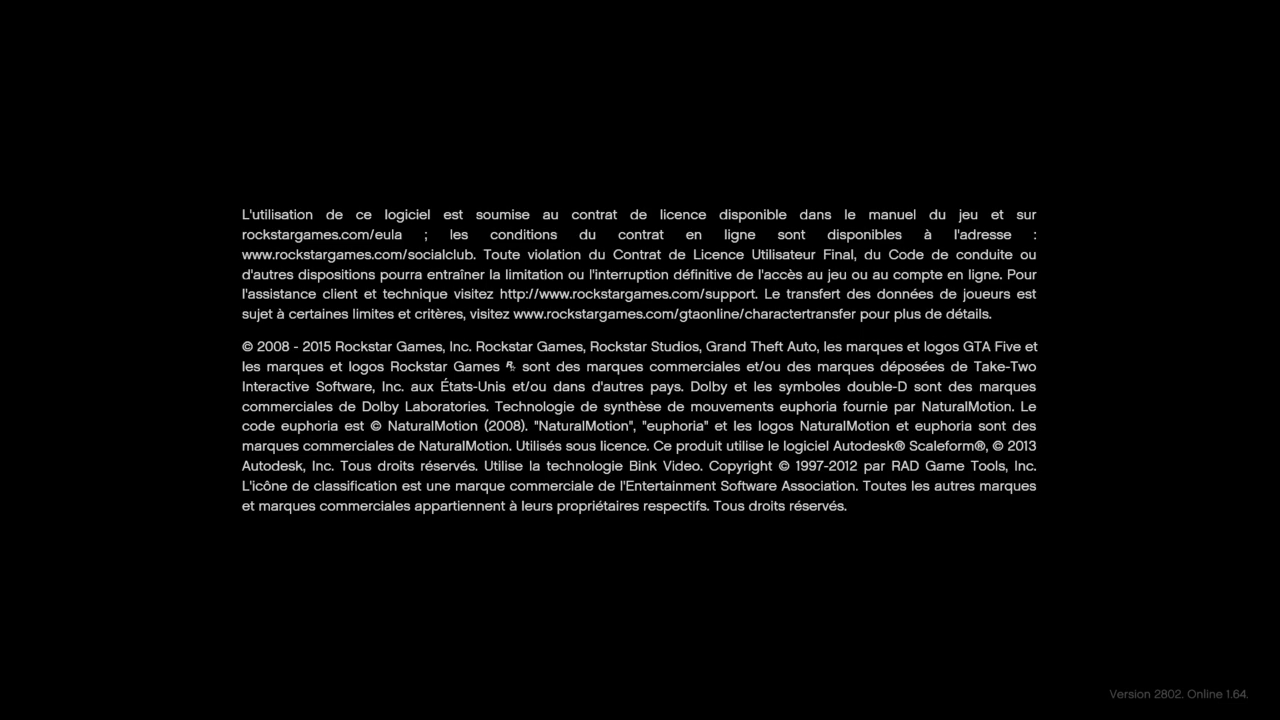 L'utilisation de ce logiciel est soumise au contrat de licence disponible dans le manuel du jeu et sur
rockstargames.com/eula ; les conditions du contrat en ligne sont disponibles à l'adresse :
www.rockstargames.com/socialclub. Toute violation du Contrat de Licence Utilisateur Final, du Code de conduite ou
d'autres dispositions pourra entraîner la limitation ou l'interruption définitive de l'accès au jeu ou au compte en ligne. Pour
l'assistance client et technique visitez http://www.rockstargames.com/support. Le transfert des données de joueurs est
sujet à certaines limites et critères, visitez www.rockstargames.com/gtaonline/charactertransfer pour plus de détails.
© 2008 - 2015 Rockstar Games, Inc. Rockstar Games, Rockstar Studios, Grand Theft Auto, les marques et logos GTA Five et
les marques et logos Rockstar Games R* sont des marques commerciales et/ou des marques déposées de Take-Two
Interactive Software, Inc. aux États-Unis et/ou dans d'autres pays. Dolby et les symboles double-D sont des marques
commerciales de Dolby Laboratories. Technologie de synthèse de mouvements euphoria fournie par NaturalMotion. Le
code euphoria est © NaturalMotion (2008). "NaturalMotion", "euphoria" et les logos NaturalMotion et euphoria sont des
marques commerciales de NaturalMotion. Utilisés sous licence. Ce produit utilise le logiciel Autodesk® Scaleform®, © 2013
Autodesk, Inc. Tous droits réservés. Utilise la technologie Bink Video. Copyright © 1997-2012 par RAD Game Tools, Inc.
L'icône de classification est une marque commerciale de l'Entertainment Software Association. Toutes les autres marques
et marques commerciales appartiennent à leurs propriétaires respectifs. Tous droits réservés.
Version 2802. Online 1.64.